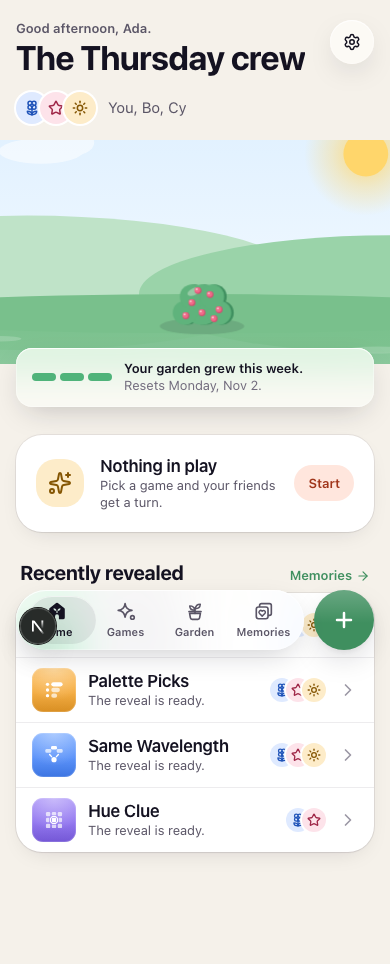 Good afternoon, Ada.
The Thursday crew
You, Bo, Cy
Your garden grew this week.
Resets Monday, Nov 2.
Nothing in play
Pick a game and your friends
get a turn.
Start
Recently revealed
Memories
N
Games
Garden
Memories
Palette Picks
The reveal is ready.
Same Wavelength
The reveal is ready.
Hue Clue
The reveal is ready.